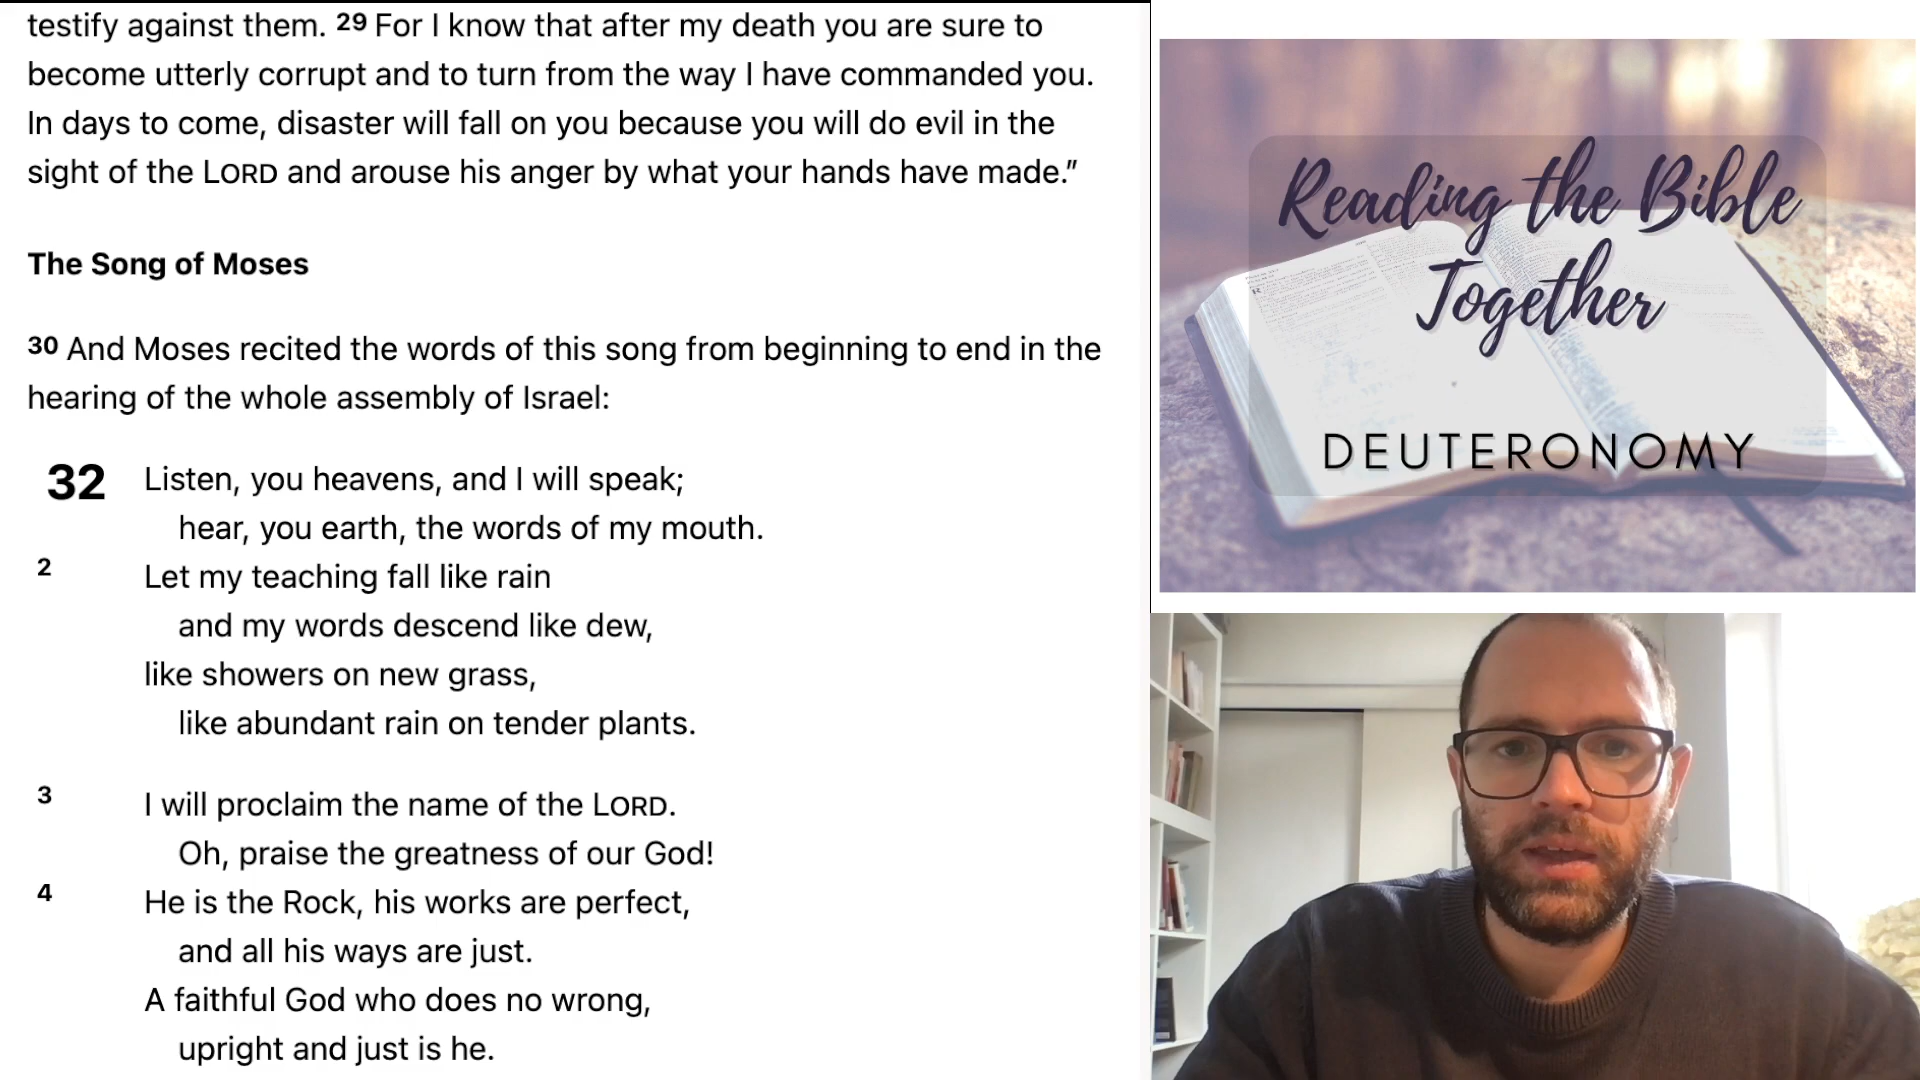 testify against them. 29 For I know that after my death you are sure to
become utterly corrupt and to turn from the way I have commanded you.
In days to come, disaster will fall on you because you will do evil in the
sight of the LORD and arouse his anger by what your hands have made.”
The Song of Moses
30 And Moses recited the words of this song from beginning to end in the
hearing of the whole assembly of Israel:
32 Listen, you heavens, and I will speak;
hear, you earth, the words of my mouth.
2 Let my teaching fall like rain
and my words descend like dew,
like showers on new grass,
like abundant rain on tender plants.
3 I will proclaim the name of the LORD.
Oh, praise the greatness of our God!
4 He is the Rock, his works are perfect,
and all his ways are just.
A faithful God who does no wrong,
upright and just is he.
Reading the Bible
Together
DEUTERONOMY